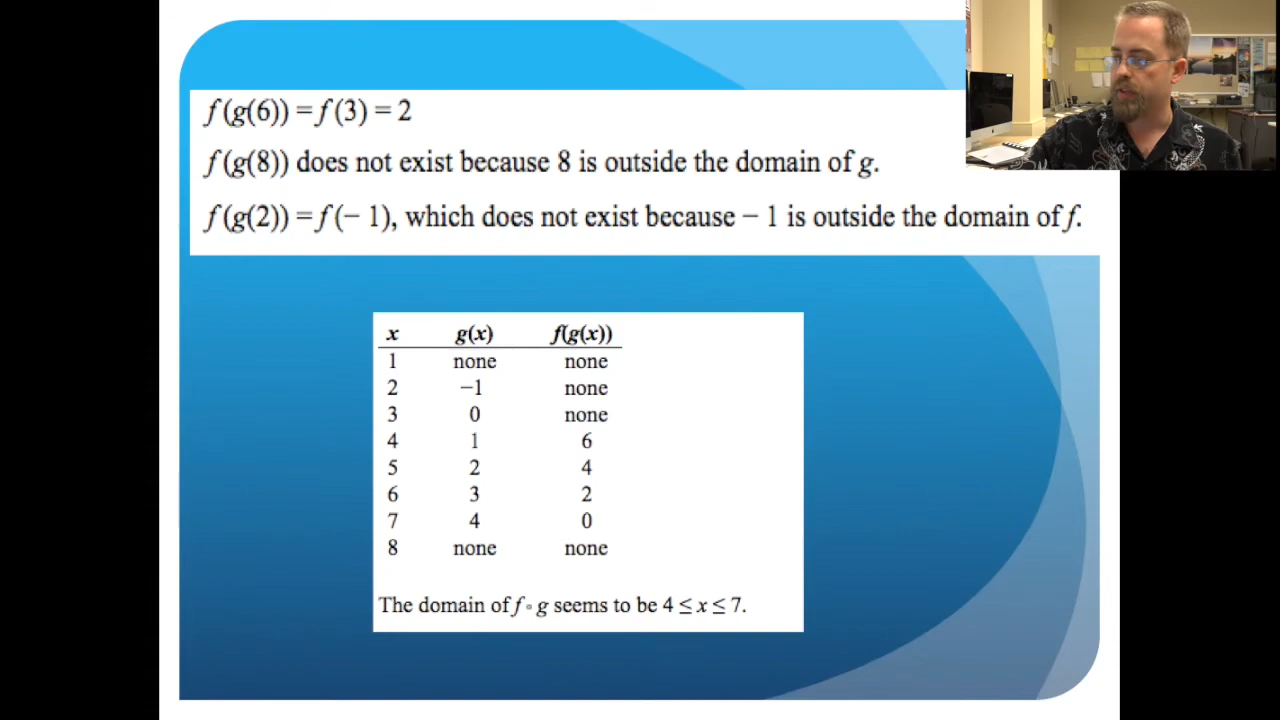 f(g(6)) = f(3) = 2
f(g(8)) does not exist because 8 is outside the domain of g.
f(g(2)) = f(− 1), which does not exist because − 1 is outside the domain of f.
x g(x) f(g(x))
1 none none
2 −1 none
3 0 none
4 1 6
5 2 4
6 3 2
7 4 0
8 none none
The domain of f ∘ g seems to be 4 ≤ x ≤ 7.